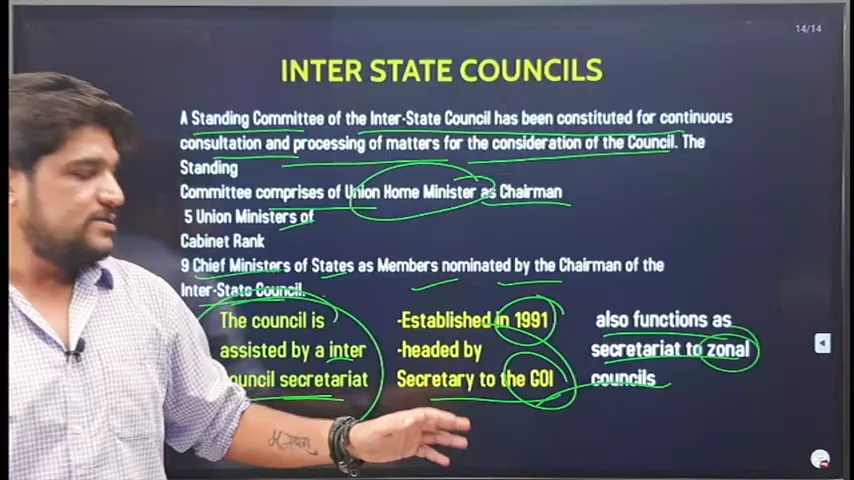 14/14
INTER STATE COUNCILS
A Standing Committee of the Inter-State Council has been constituted for continuous
consultation and processing of matters for the consideration of the Council. The
Standing
Committee comprises of Union Home Minister as Chairman
5 Union Ministers of
Cabinet Rank
9 Chief Ministers of States as Members nominated by the Chairman of the
Inter-State Council.
The council is
assisted by a inter
council secretariat
-Established in 1991
-headed by
Secretary to the GOI
also functions as
secretariat to zonal
councils